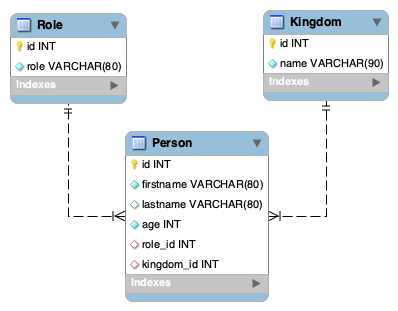 Role
id INT
role VARCHAR(80)
Indexes
Kingdom
id INT
name VARCHAR(90)
Indexes
Person
id INT
firstname VARCHAR(80)
lastname VARCHAR(80)
age INT
role_id INT
kingdom_id INT
Indexes